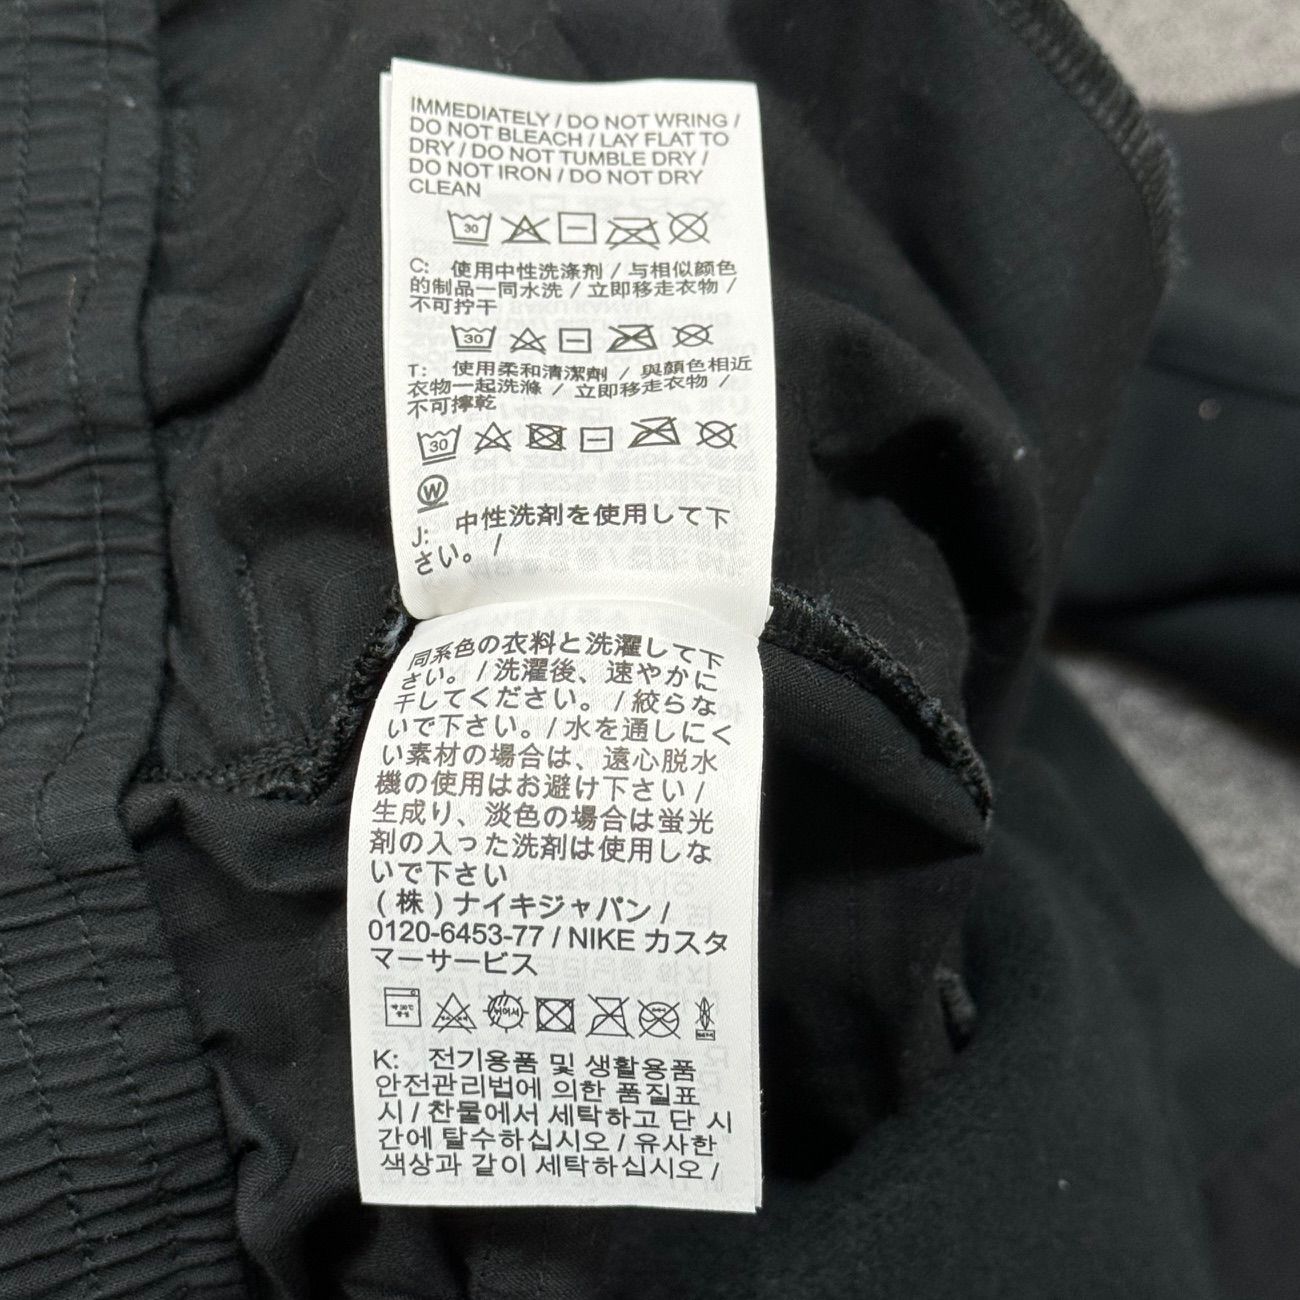 IMMEDIATELY / DO NOT WRING /
DO NOT BLEACH / LAY FLAT TO
DRY / DO NOT TUMBLE DRY /
DO NOT IRON / DO NOT DRY
CLEAN
30
C: 使用中性洗涤剂 / 与相似颜色
的制品一同水洗 / 立即移走衣物 /
不可拧干
30
T: 使用柔和清潔劑 / 與顏色相近
衣物一起洗滌 / 立即移走衣物 /
不可擰乾
30
W
J: 中性洗剤を使用して下
さい。 /
同系色の衣料と洗濯して下
さい。 / 洗濯後、速やかに
干してください。 / 絞らな
いで下さい。 / 水を通しにく
い素材の場合は、遠心脱水
機の使用はお避け下さい /
生成り、淡色の場合は蛍光
剤の入った洗剤は使用しな
いで下さい
(株) ナイキジャパン /
0120-6453-77 / NIKE カスタ
マーサービス
K: 전기용품 및 생활용품
안전관리법에 의한 품질표
시 / 찬물에서 세탁하고 단 시
간에 탈수하십시오 / 유사한
색상과 같이 세탁하십시오 /